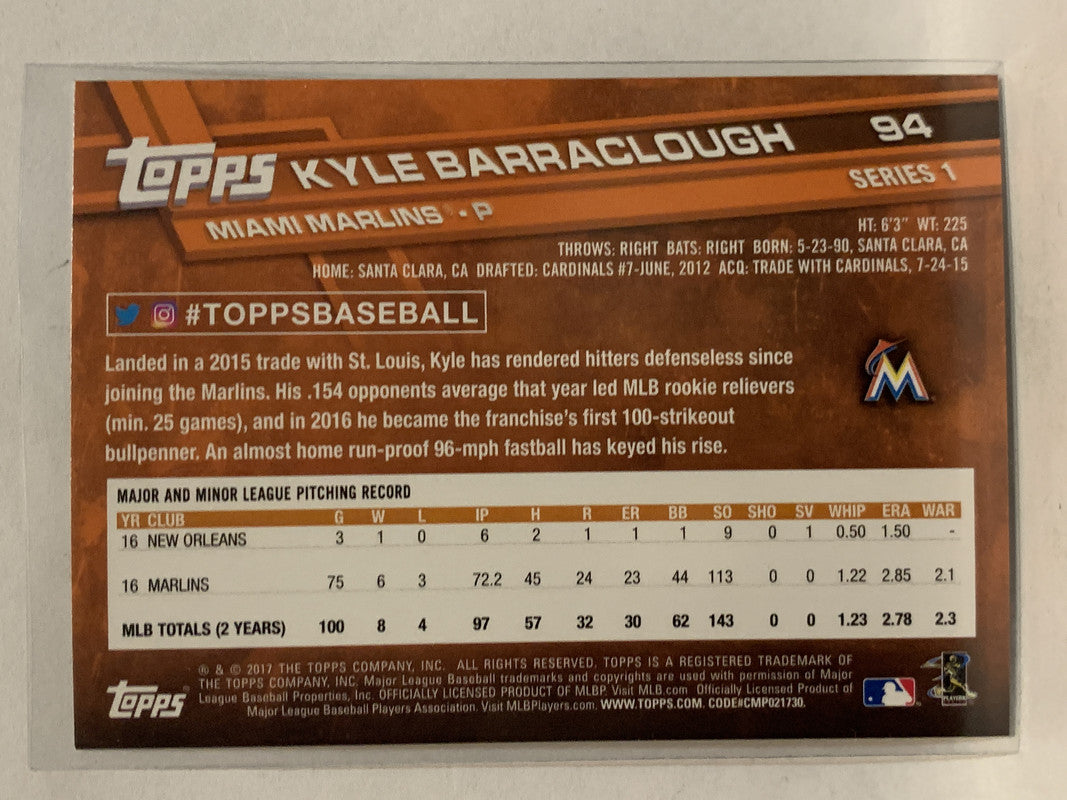 TOPPS KYLE BARRACLOUGH 94
MIAMI MARLINS • P SERIES 1
HT: 6'3" WT: 225
THROWS: RIGHT BATS: RIGHT BORN: 5-23-90, SANTA CLARA, CA
HOME: SANTA CLARA, CA DRAFTED: CARDINALS #7-JUNE, 2012 ACQ: TRADE WITH CARDINALS, 7-24-15
#TOPPSBASEBALL
Landed in a 2015 trade with St. Louis, Kyle has rendered hitters defenseless since
joining the Marlins. His .154 opponents average that year led MLB rookie relievers
(min. 25 games), and in 2016 he became the franchise's first 100-strikeout
bullpenner. An almost home run-proof 96-mph fastball has keyed his rise.
M
MAJOR AND MINOR LEAGUE PITCHING RECORD
YR CLUB G W L IP H R ER BB SO SHO SV WHIP ERA WAR
16 NEW ORLEANS 3 1 0 6 2 1 1 1 9 0 1 0.50 1.50 -
16 MARLINS 75 6 3 72.2 45 24 23 44 113 0 0 1.22 2.85 2.1
MLB TOTALS (2 YEARS) 100 8 4 97 57 32 30 62 143 0 0 1.23 2.78 2.3
® & © 2017 THE TOPPS COMPANY, INC. ALL RIGHTS RESERVED. TOPPS IS A REGISTERED TRADEMARK OF
THE TOPPS COMPANY, INC. Major League Baseball trademarks and copyrights are used with permission of Major
League Baseball Properties, Inc. OFFICIALLY LICENSED PRODUCT OF MLBP. Visit MLB.com Officially Licensed Product of
Major League Baseball Players Association. Visit MLBPlayers.com. WWW.TOPPS.COM. CODE#CMP021730.
TOPPS